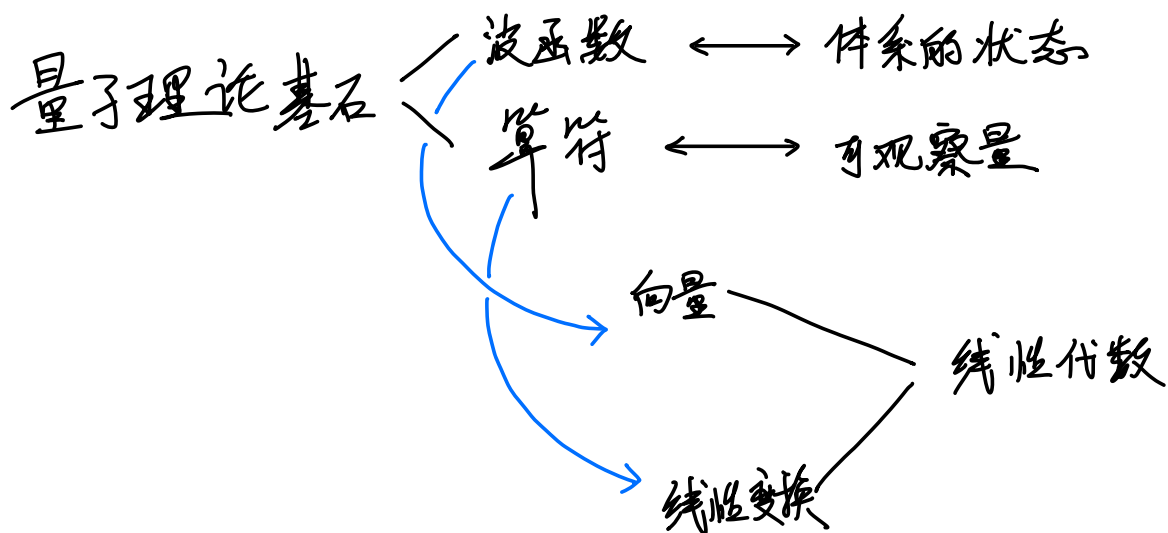 量子理论基石
波函数 ⟷ 体系的状态
算符 ⟷ 可观察量
向量
线性代数
线性变换